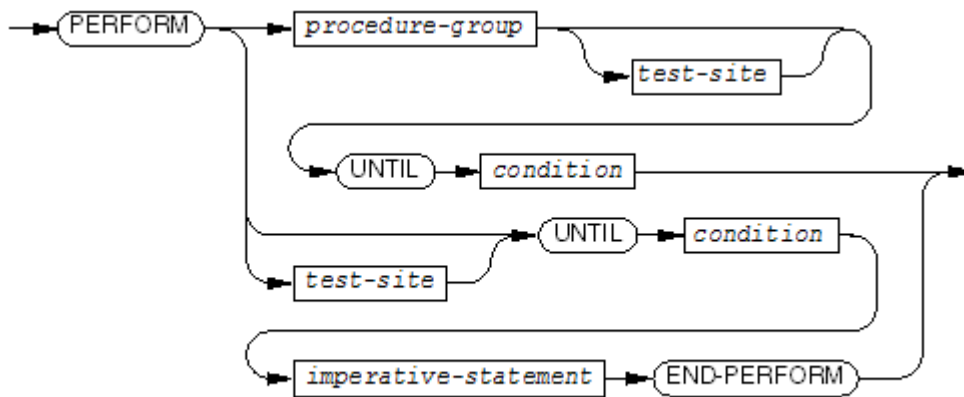 PERFORM procedure-group
test-site
UNTIL condition
UNTIL condition
test-site
imperative-statement END-PERFORM